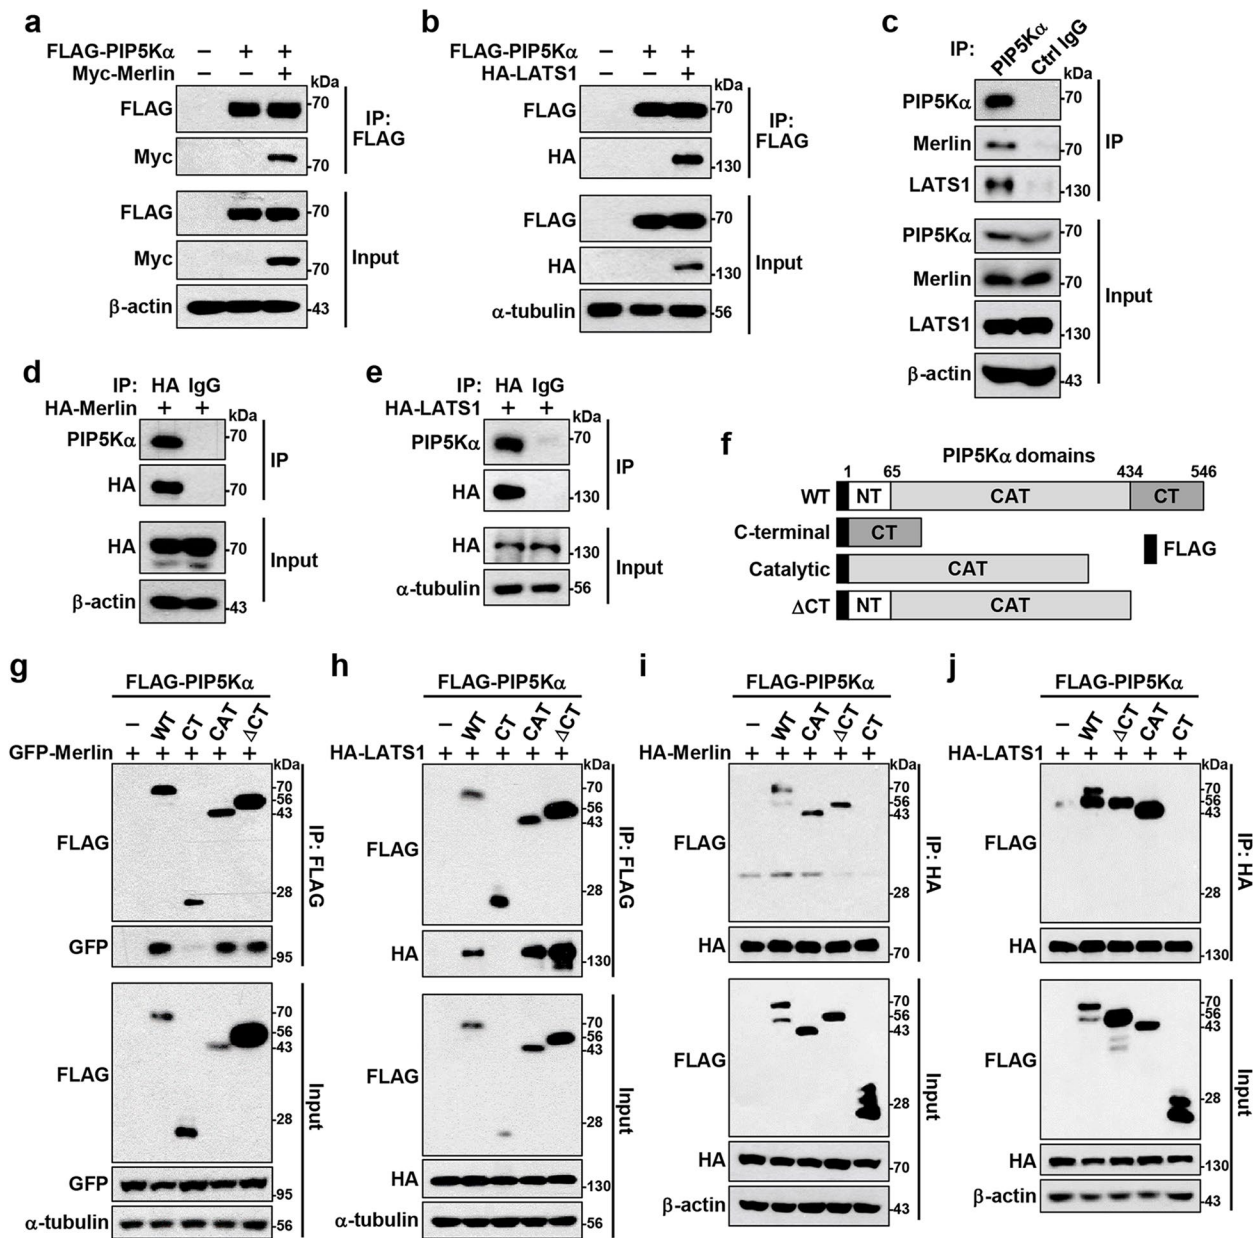 a
FLAG-PIP5Kα – + +
Myc-Merlin – – +
kDa
FLAG -70
Myc -70
IP: FLAG
FLAG -70
Myc -70
β-actin -43
Input
b
FLAG-PIP5Kα – + +
HA-LATS1 – – +
kDa
FLAG -70
HA -130
IP: FLAG
FLAG -70
HA -130
α-tubulin -56
Input
c
IP: PIP5Kα Ctrl IgG
kDa
PIP5Kα -70
Merlin -70
LATS1 -130
IP
PIP5Kα -70
Merlin -70
LATS1 -130
β-actin -43
Input
d
IP: HA IgG
HA-Merlin + +
kDa
PIP5Kα -70
HA -70
IP
HA -70
β-actin -43
Input
e
IP: HA IgG
HA-LATS1 + +
kDa
PIP5Kα -70
HA -130
IP
HA -130
α-tubulin -56
Input
f
PIP5Kα domains
1 65 434 546
WT NT CAT CT
C-terminal CT
Catalytic CAT
ΔCT NT CAT
FLAG
g
FLAG-PIP5Kα
– WT CT CAT ΔCT
GFP-Merlin + + + + +
kDa
-70
-56
-43
FLAG
-28
GFP -95
IP: FLAG
-70
-56
-43
FLAG
-28
GFP -95
α-tubulin -56
Input
h
FLAG-PIP5Kα
– WT CT CAT ΔCT
HA-LATS1 + + + + +
kDa
-70
-56
-43
FLAG
-28
HA -130
IP: FLAG
-70
-56
-43
FLAG
-28
HA -130
α-tubulin -56
Input
i
FLAG-PIP5Kα
– WT CAT ΔCT CT
HA-Merlin + + + + +
kDa
-70
-56
-43
FLAG
-28
HA -70
IP: HA
-70
-56
-43
FLAG
-28
HA -70
β-actin -43
Input
j
FLAG-PIP5Kα
– WT ΔCT CAT CT
HA-LATS1 + + + + +
kDa
-70
-56
-43
FLAG
-28
HA -130
IP: HA
-70
-56
-43
FLAG
-28
HA -130
β-actin -43
Input